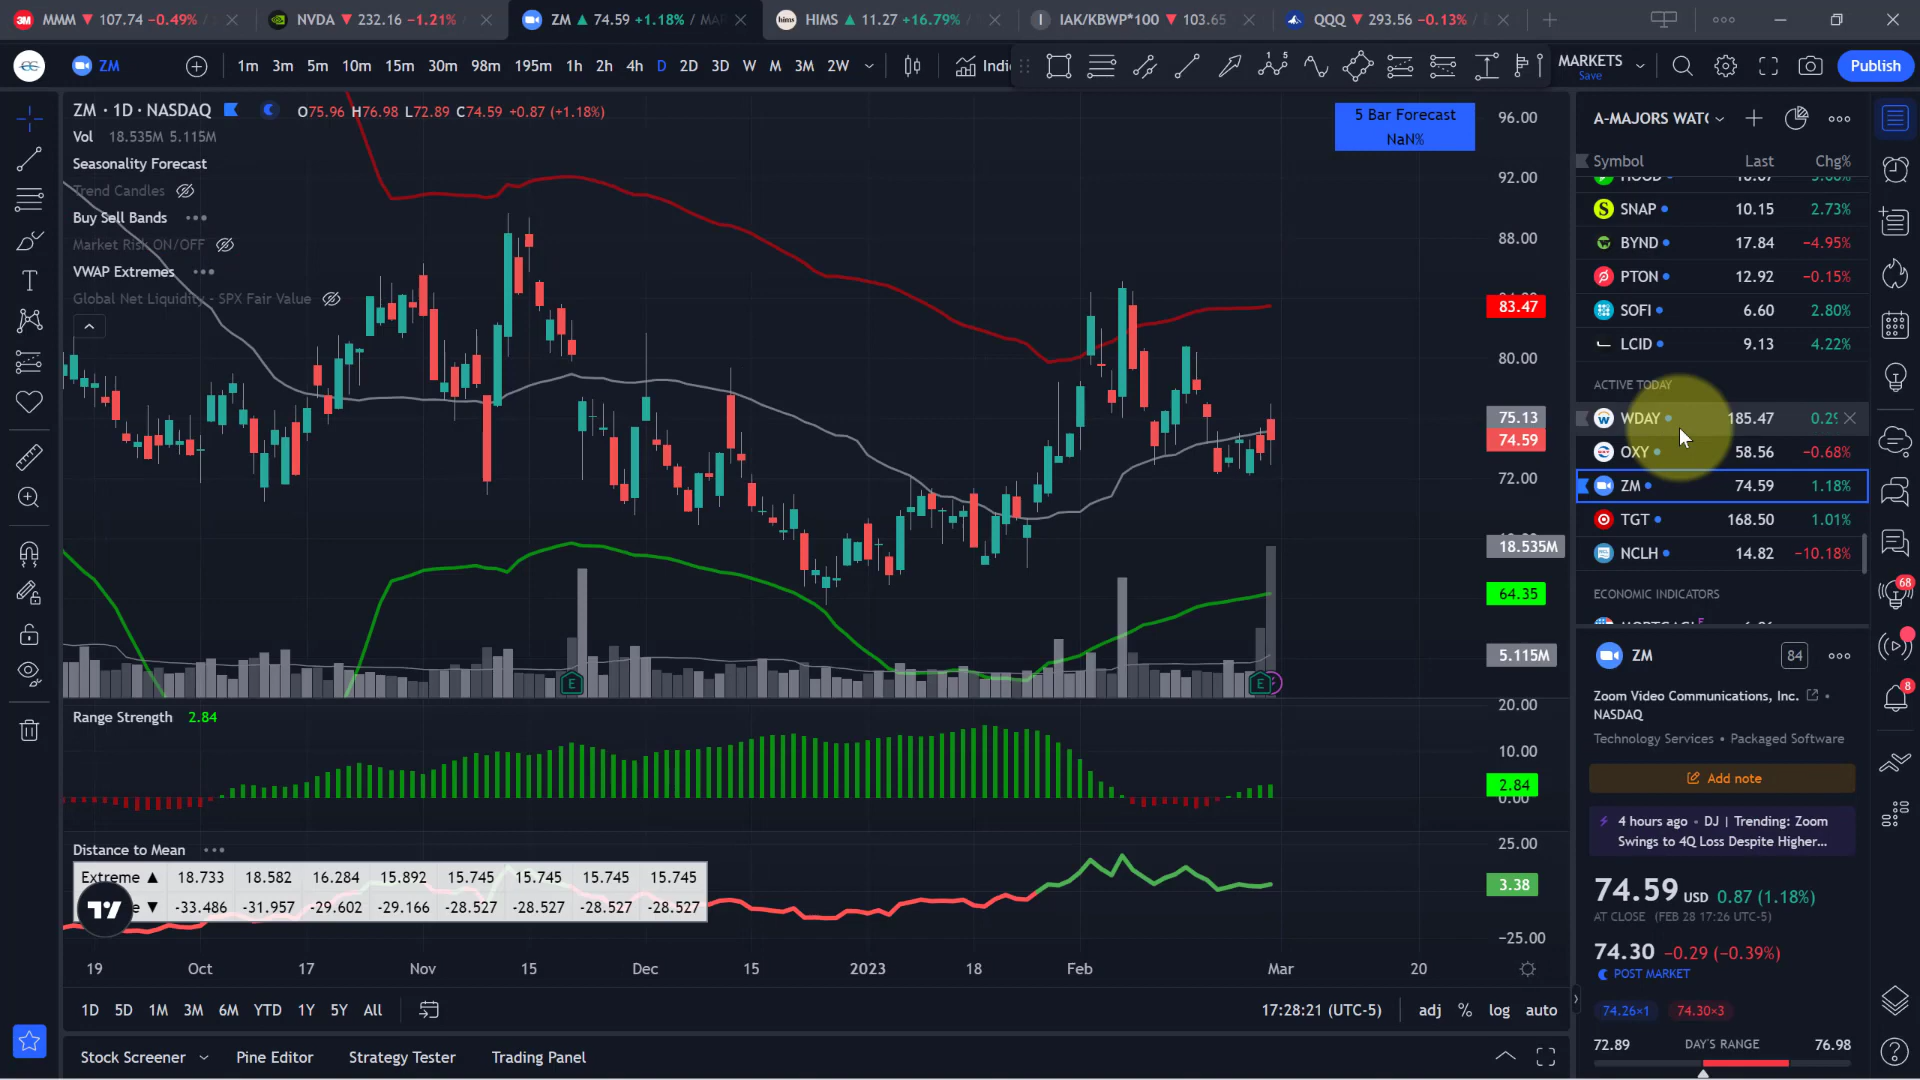 MMM ▼ 107.74 −0.49%
NVDA ▼ 232.16 −1.21%
ZM ▲ 74.59 +1.18% / MAR
HIMS ▲ 11.27 +16.79%
I IAK/KBWP*100 ▼ 103.65
QQQ ▼ 293.56 −0.13%
ZM
1m 3m 5m 10m 15m 30m 98m 195m 1h 2h 4h D 2D 3D W M 3M 2W
Indi
MARKETS
Save
Publish
ZM · 1D · NASDAQ
O75.96 H76.98 L72.89 C74.59 +0.87 (+1.18%)
Vol 18.535M 5.115M
Seasonality Forecast
Trend Candles
Buy Sell Bands
Market Risk ON/OFF
VWAP Extremes
Global Net Liquidity - SPX Fair Value
5 Bar Forecast
NaN%
96.00
92.00
88.00
83.47
80.00
75.13
74.59
72.00
18.535M
64.35
5.115M
E
E
Range Strength 2.84
20.00
10.00
2.84
0.00
Distance to Mean
25.00
3.38
−25.00
Extreme ▲ 18.733 18.582 16.284 15.892 15.745 15.745 15.745 15.745
e ▼ -33.486 -31.957 -29.602 -29.166 -28.527 -28.527 -28.527 -28.527
19 Oct 17 Nov 15 Dec 15 2023 18 Feb Mar 20
1D 5D 1M 3M 6M YTD 1Y 5Y All
17:28:21 (UTC-5)
adj % log auto
Stock Screener Pine Editor Strategy Tester Trading Panel
A-MAJORS WATC
Symbol Last Chg%
SNAP 10.15 2.73%
BYND 17.84 −4.95%
PTON 12.92 −0.15%
SOFI 6.60 2.80%
LCID 9.13 4.22%
ACTIVE TODAY
WDAY 185.47 0.29
OXY 58.56 −0.68%
ZM 74.59 1.18%
TGT 168.50 1.01%
NCLH 14.82 −10.18%
ECONOMIC INDICATORS
ZM
84
Zoom Video Communications, Inc. •
NASDAQ
Technology Services • Packaged Software
Add note
4 hours ago • DJ | Trending: Zoom
Swings to 4Q Loss Despite Higher...
74.59 USD 0.87 (1.18%)
AT CLOSE (FEB 28 17:26 UTC-5)
74.30 −0.29 (−0.39%)
POST MARKET
74.26×1 74.30×3
72.89 DAY'S RANGE 76.98
68
8